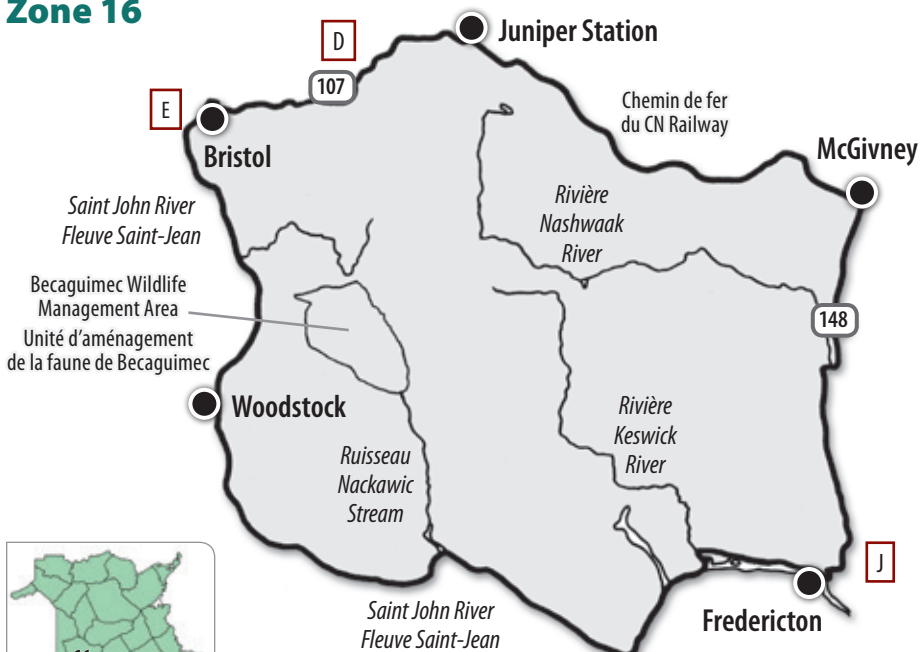 Zone 16
D
Juniper Station
107
E
Bristol
Chemin de fer
du CN Railway
McGivney
Saint John River
Fleuve Saint-Jean
Rivière
Nashwaak
River
Becaguimec Wildlife
Management Area
Unité d'aménagement
de la faune de Becaguimec
148
Woodstock
Rivière
Keswick
River
Ruisseau
Nackawic
Stream
J
Fredericton
Saint John River
Fleuve Saint-Jean